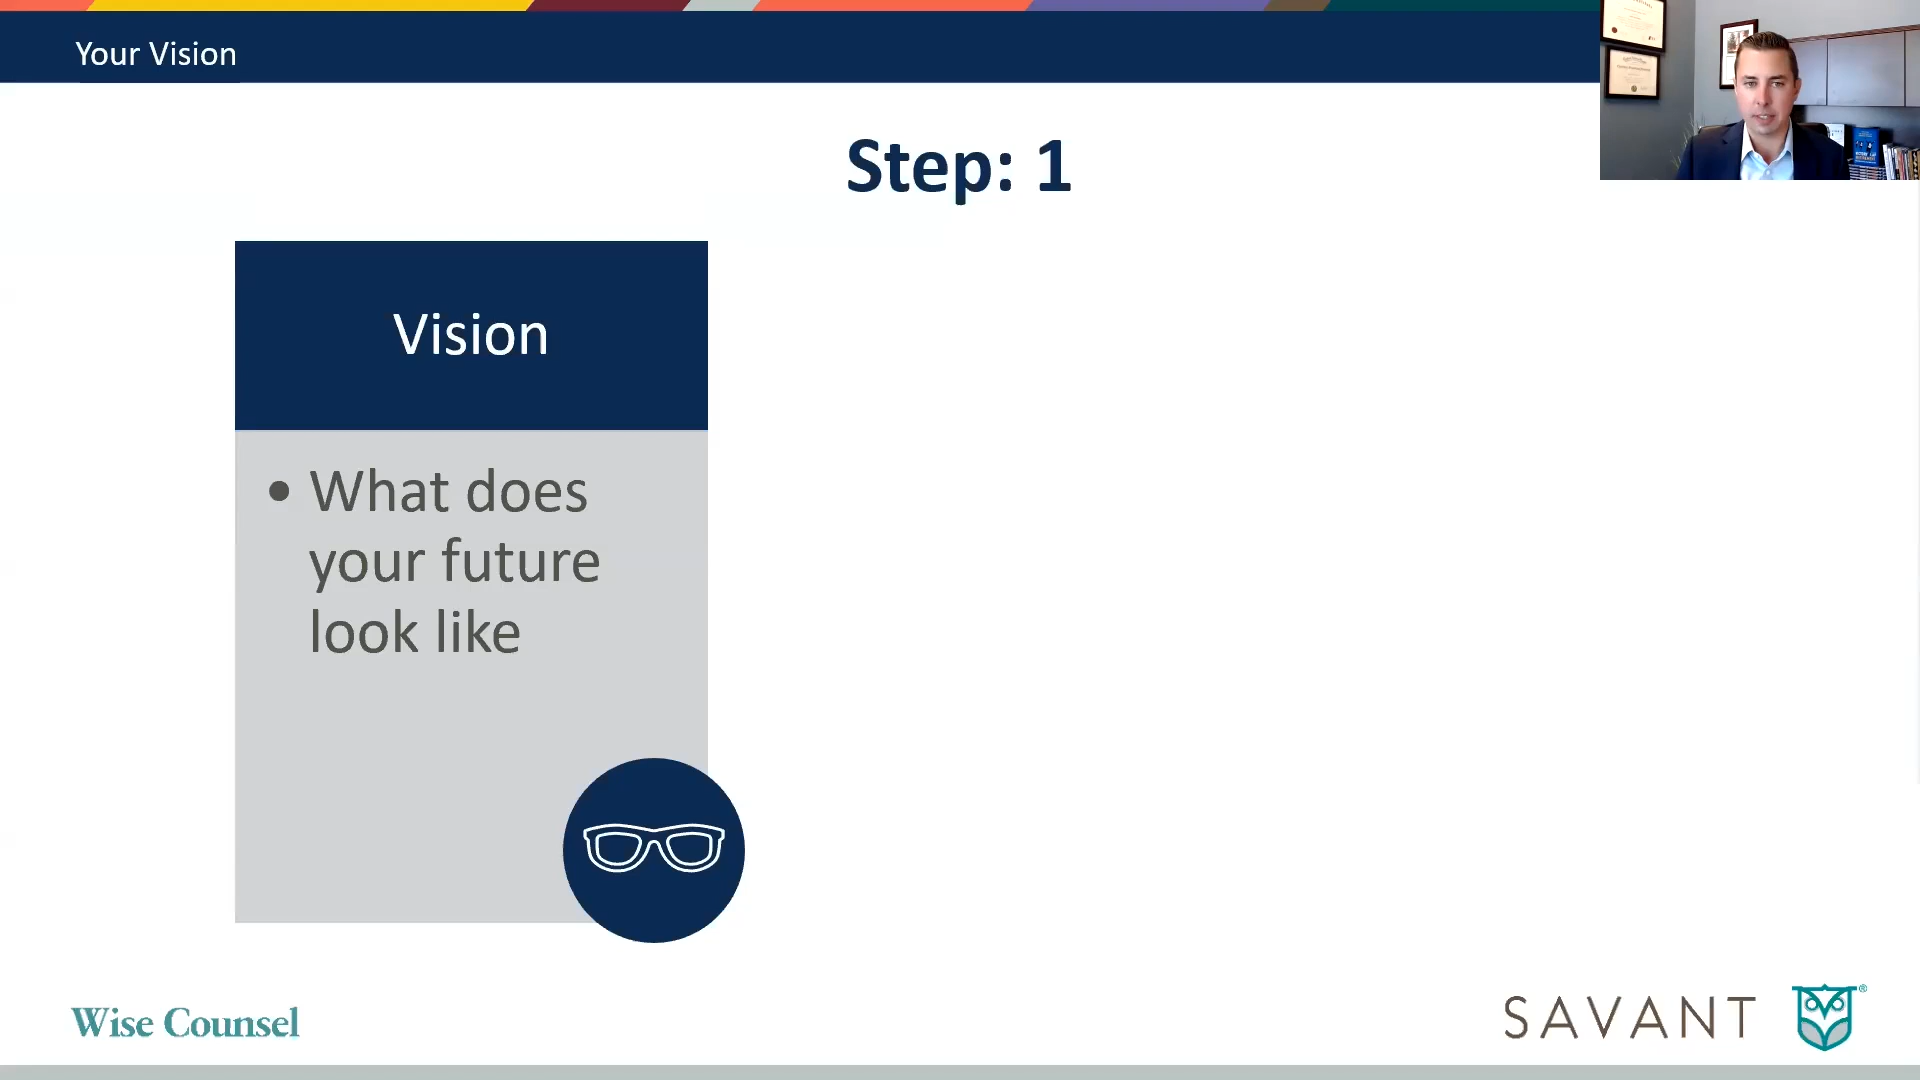 Your Vision
Step: 1
Vision
• What does
your future
look like
Wise Counsel
SAVANT ®